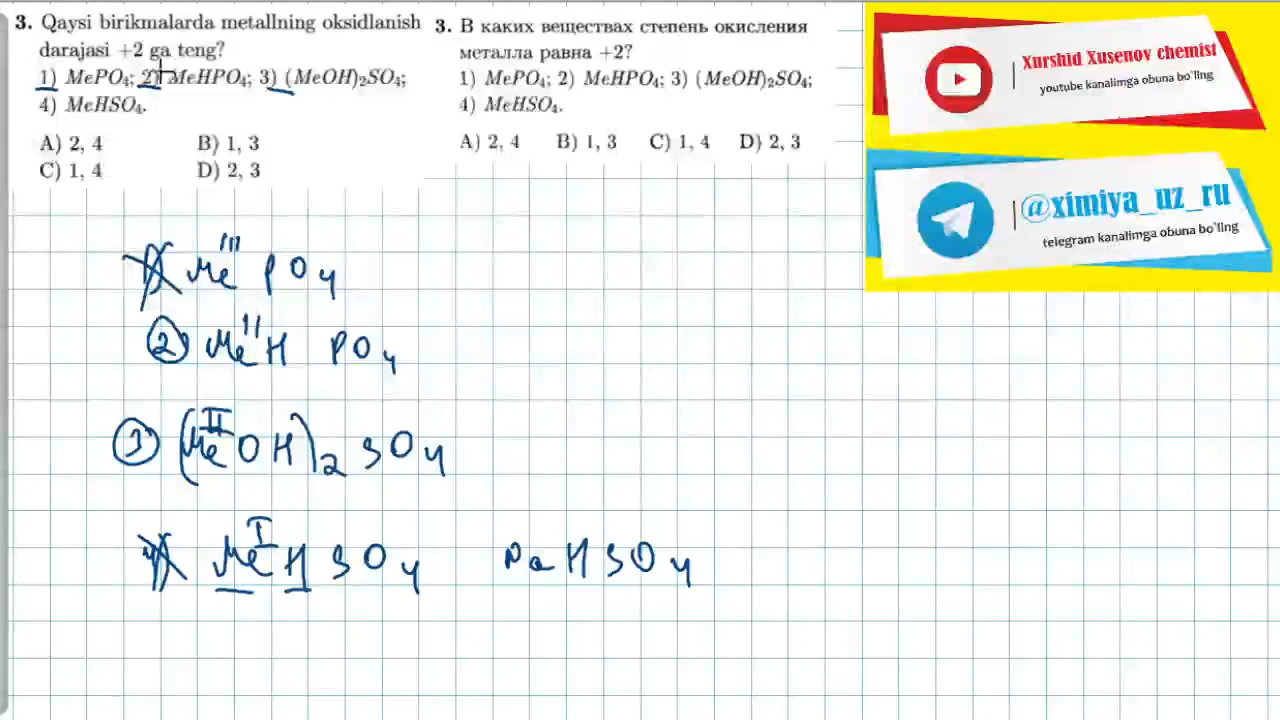 3. Qaysi birikmalarda metallning oksidlanish
darajasi +2 ga teng?
1) MePO₄; 2) MeHPO₄; 3) (MeOH)₂SO₄;
4) MeHSO₄.
A) 2, 4 B) 1, 3
C) 1, 4 D) 2, 3
3. В каких веществах степень окисления
металла равна +2?
1) MePO₄; 2) MeHPO₄; 3) (MeOH)₂SO₄;
4) MeHSO₄.
A) 2, 4 B) 1, 3 C) 1, 4 D) 2, 3
Xurshid Xusenov chemist
youtube kanalimga obuna bo`ling
@ximiya_uz_ru
telegram kanalimga obuna bo`ling
Me III PO₄
2 Me II H PO₄
3 (Me II OH)₂ SO₄
4 Me I H SO₄ NaHSO₄